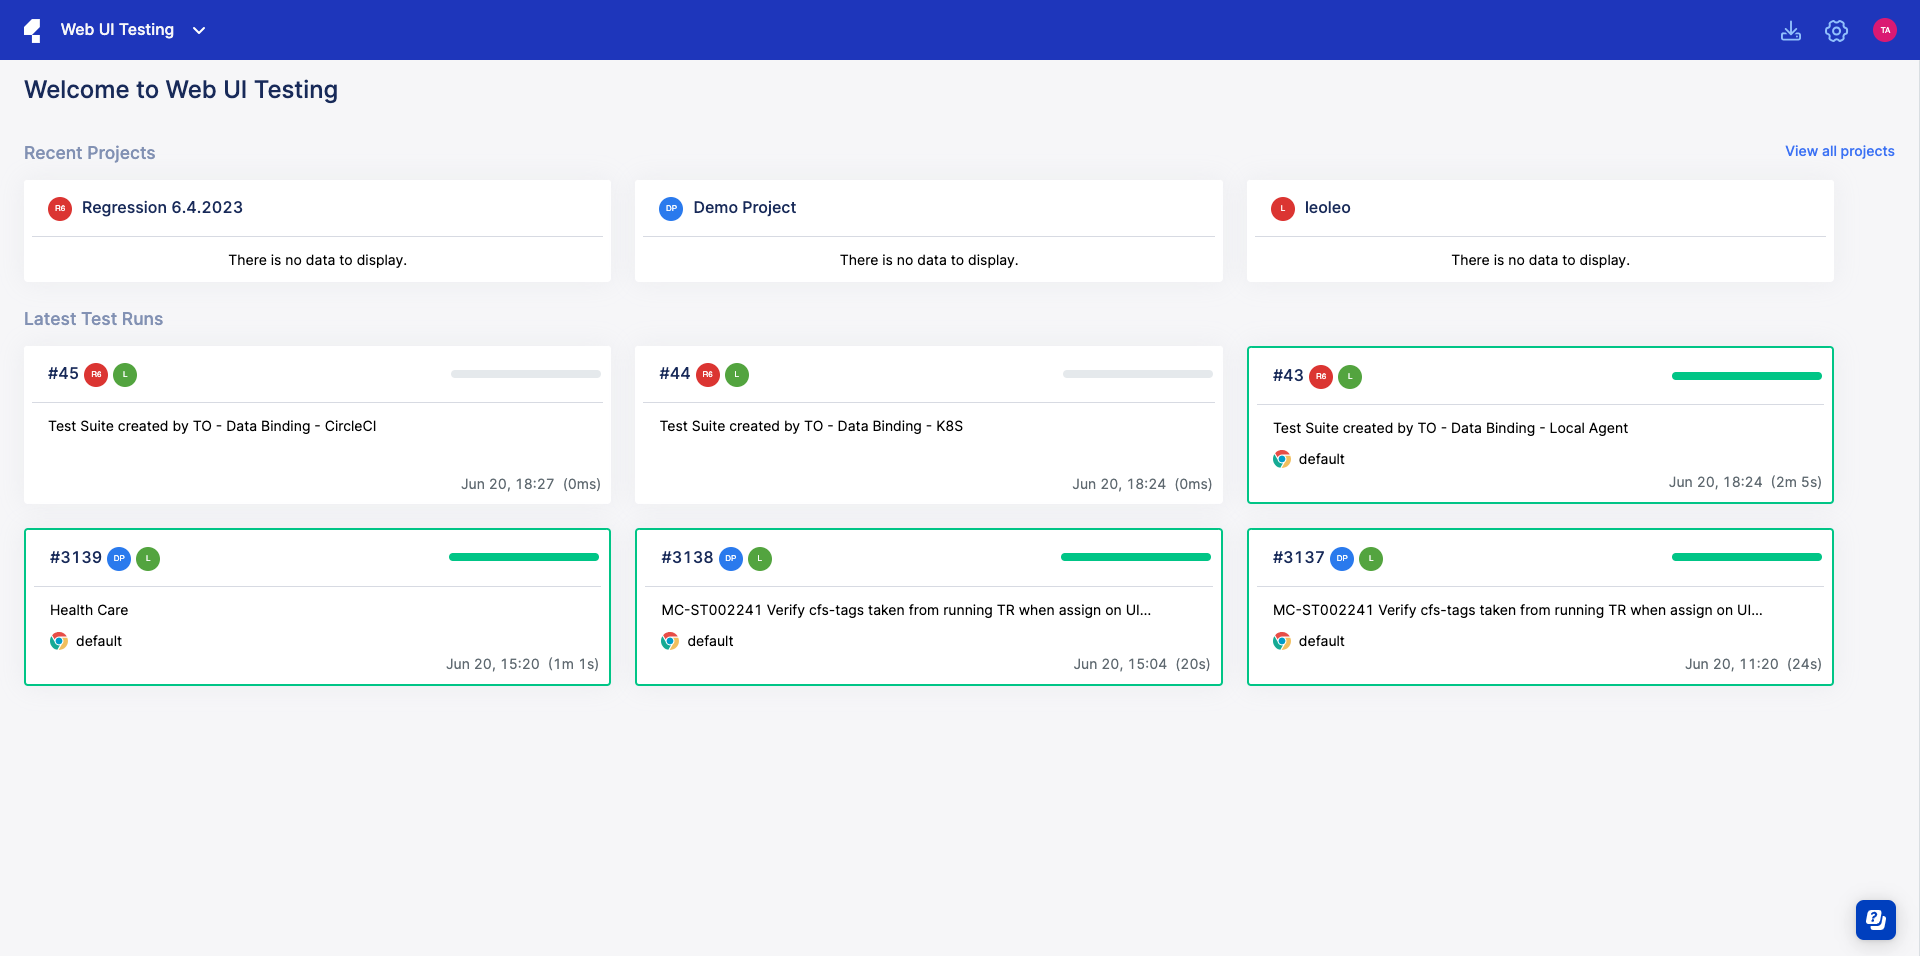 Web UI Testing
TA
Welcome to Web UI Testing
Recent Projects
View all projects
R6 Regression 6.4.2023
There is no data to display.
DP Demo Project
There is no data to display.
L leoleo
There is no data to display.
Latest Test Runs
#45 R6 L
Test Suite created by TO - Data Binding - CircleCI
Jun 20, 18:27 (0ms)
#44 R6 L
Test Suite created by TO - Data Binding - K8S
Jun 20, 18:24 (0ms)
#43 R6 L
Test Suite created by TO - Data Binding - Local Agent
default
Jun 20, 18:24 (2m 5s)
#3139 DP L
Health Care
default
Jun 20, 15:20 (1m 1s)
#3138 DP L
MC-ST002241 Verify cfs-tags taken from running TR when assign on UI...
default
Jun 20, 15:04 (20s)
#3137 DP L
MC-ST002241 Verify cfs-tags taken from running TR when assign on UI...
default
Jun 20, 11:20 (24s)
?